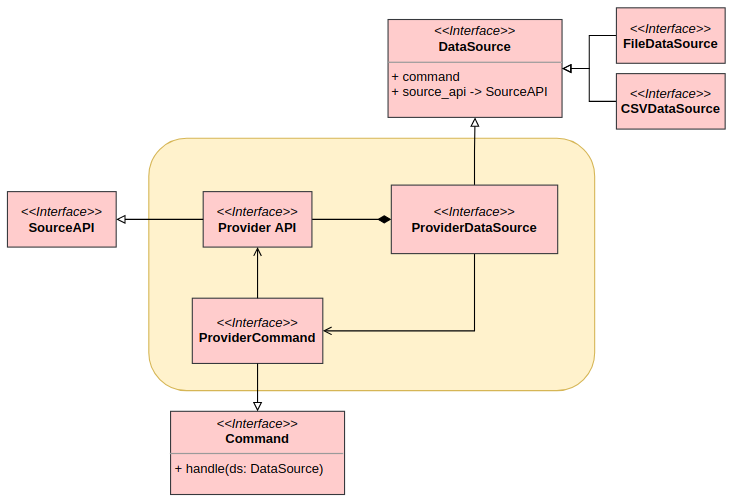 <<Interface>>
DataSource
+ command
+ source_api -> SourceAPI
<<Interface>>
FileDataSource
<<Interface>>
CSVDataSource
<<Interface>>
SourceAPI
<<Interface>>
Provider API
<<Interface>>
ProviderDataSource
<<Interface>>
ProviderCommand
<<Interface>>
Command
+ handle(ds: DataSource)